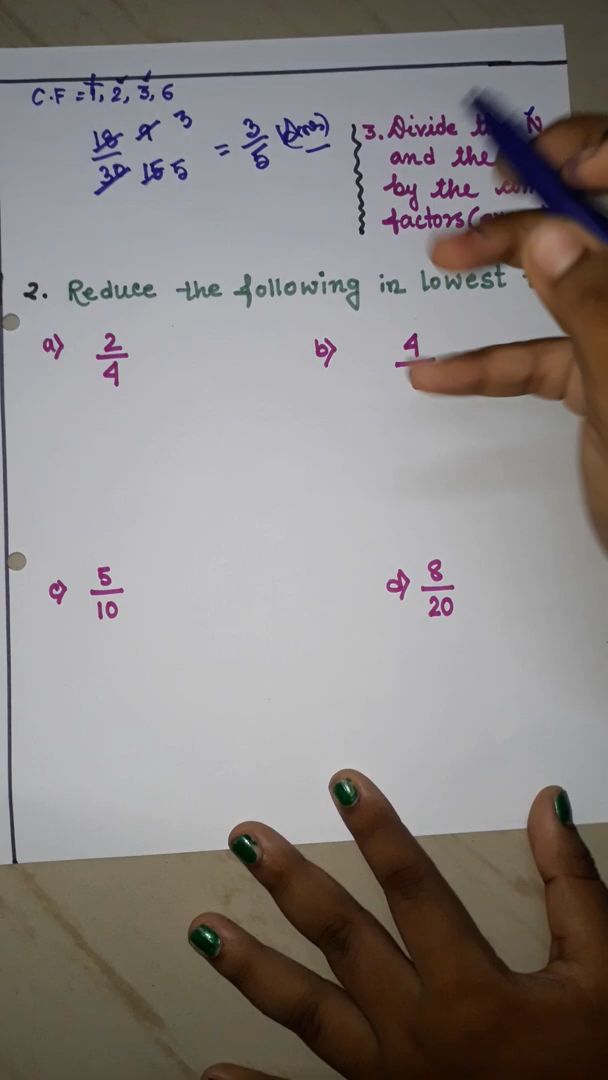 C.F = 1, 2, 3, 6
18 9 3
30 15 5
= 3/5 (Ans)
3. Divide
and the
by the
factors
2. Reduce the following in lowest
a) 2/4
b) 4
c) 5/10
d) 8/20